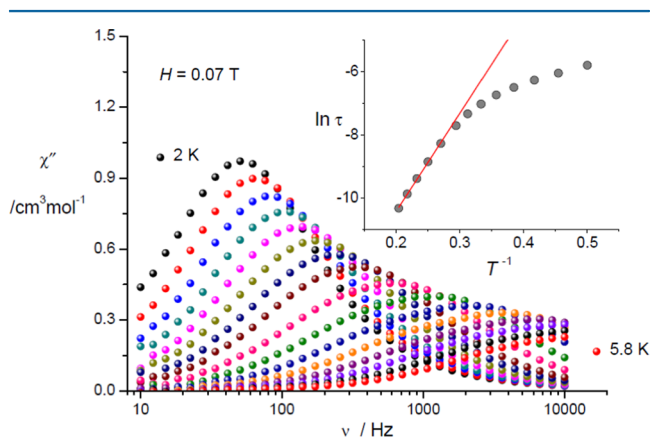 1.5
1.2
0.9
0.6
0.3
0.0
χ″
/cm³mol⁻¹
H = 0.07 T
2 K
5.8 K
10
100
1000
10000
ν / Hz
-6
-8
-10
ln τ
0.2
0.3
0.4
0.5
T⁻¹